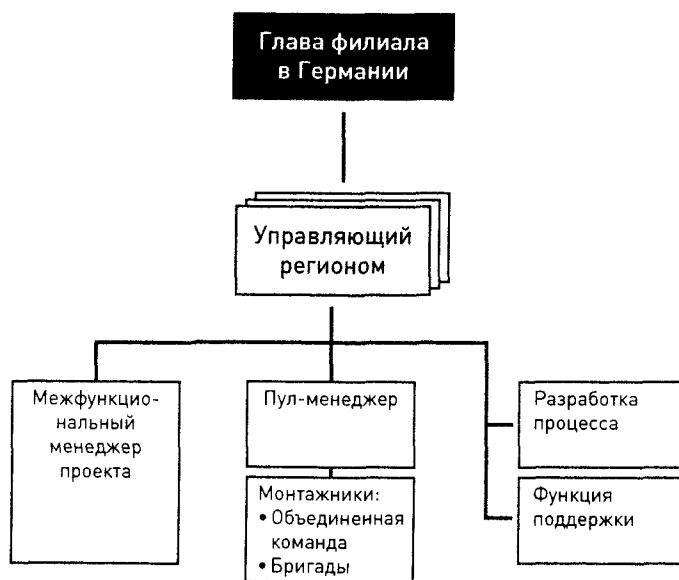 Глава филиала
в Германии
Управляющий
регионом
Межфункцио-
нальный
менеджер
проекта
Пул-менеджер
Монтажники:
• Объединенная
команда
• Бригады
Разработка
процесса
Функция
поддержки